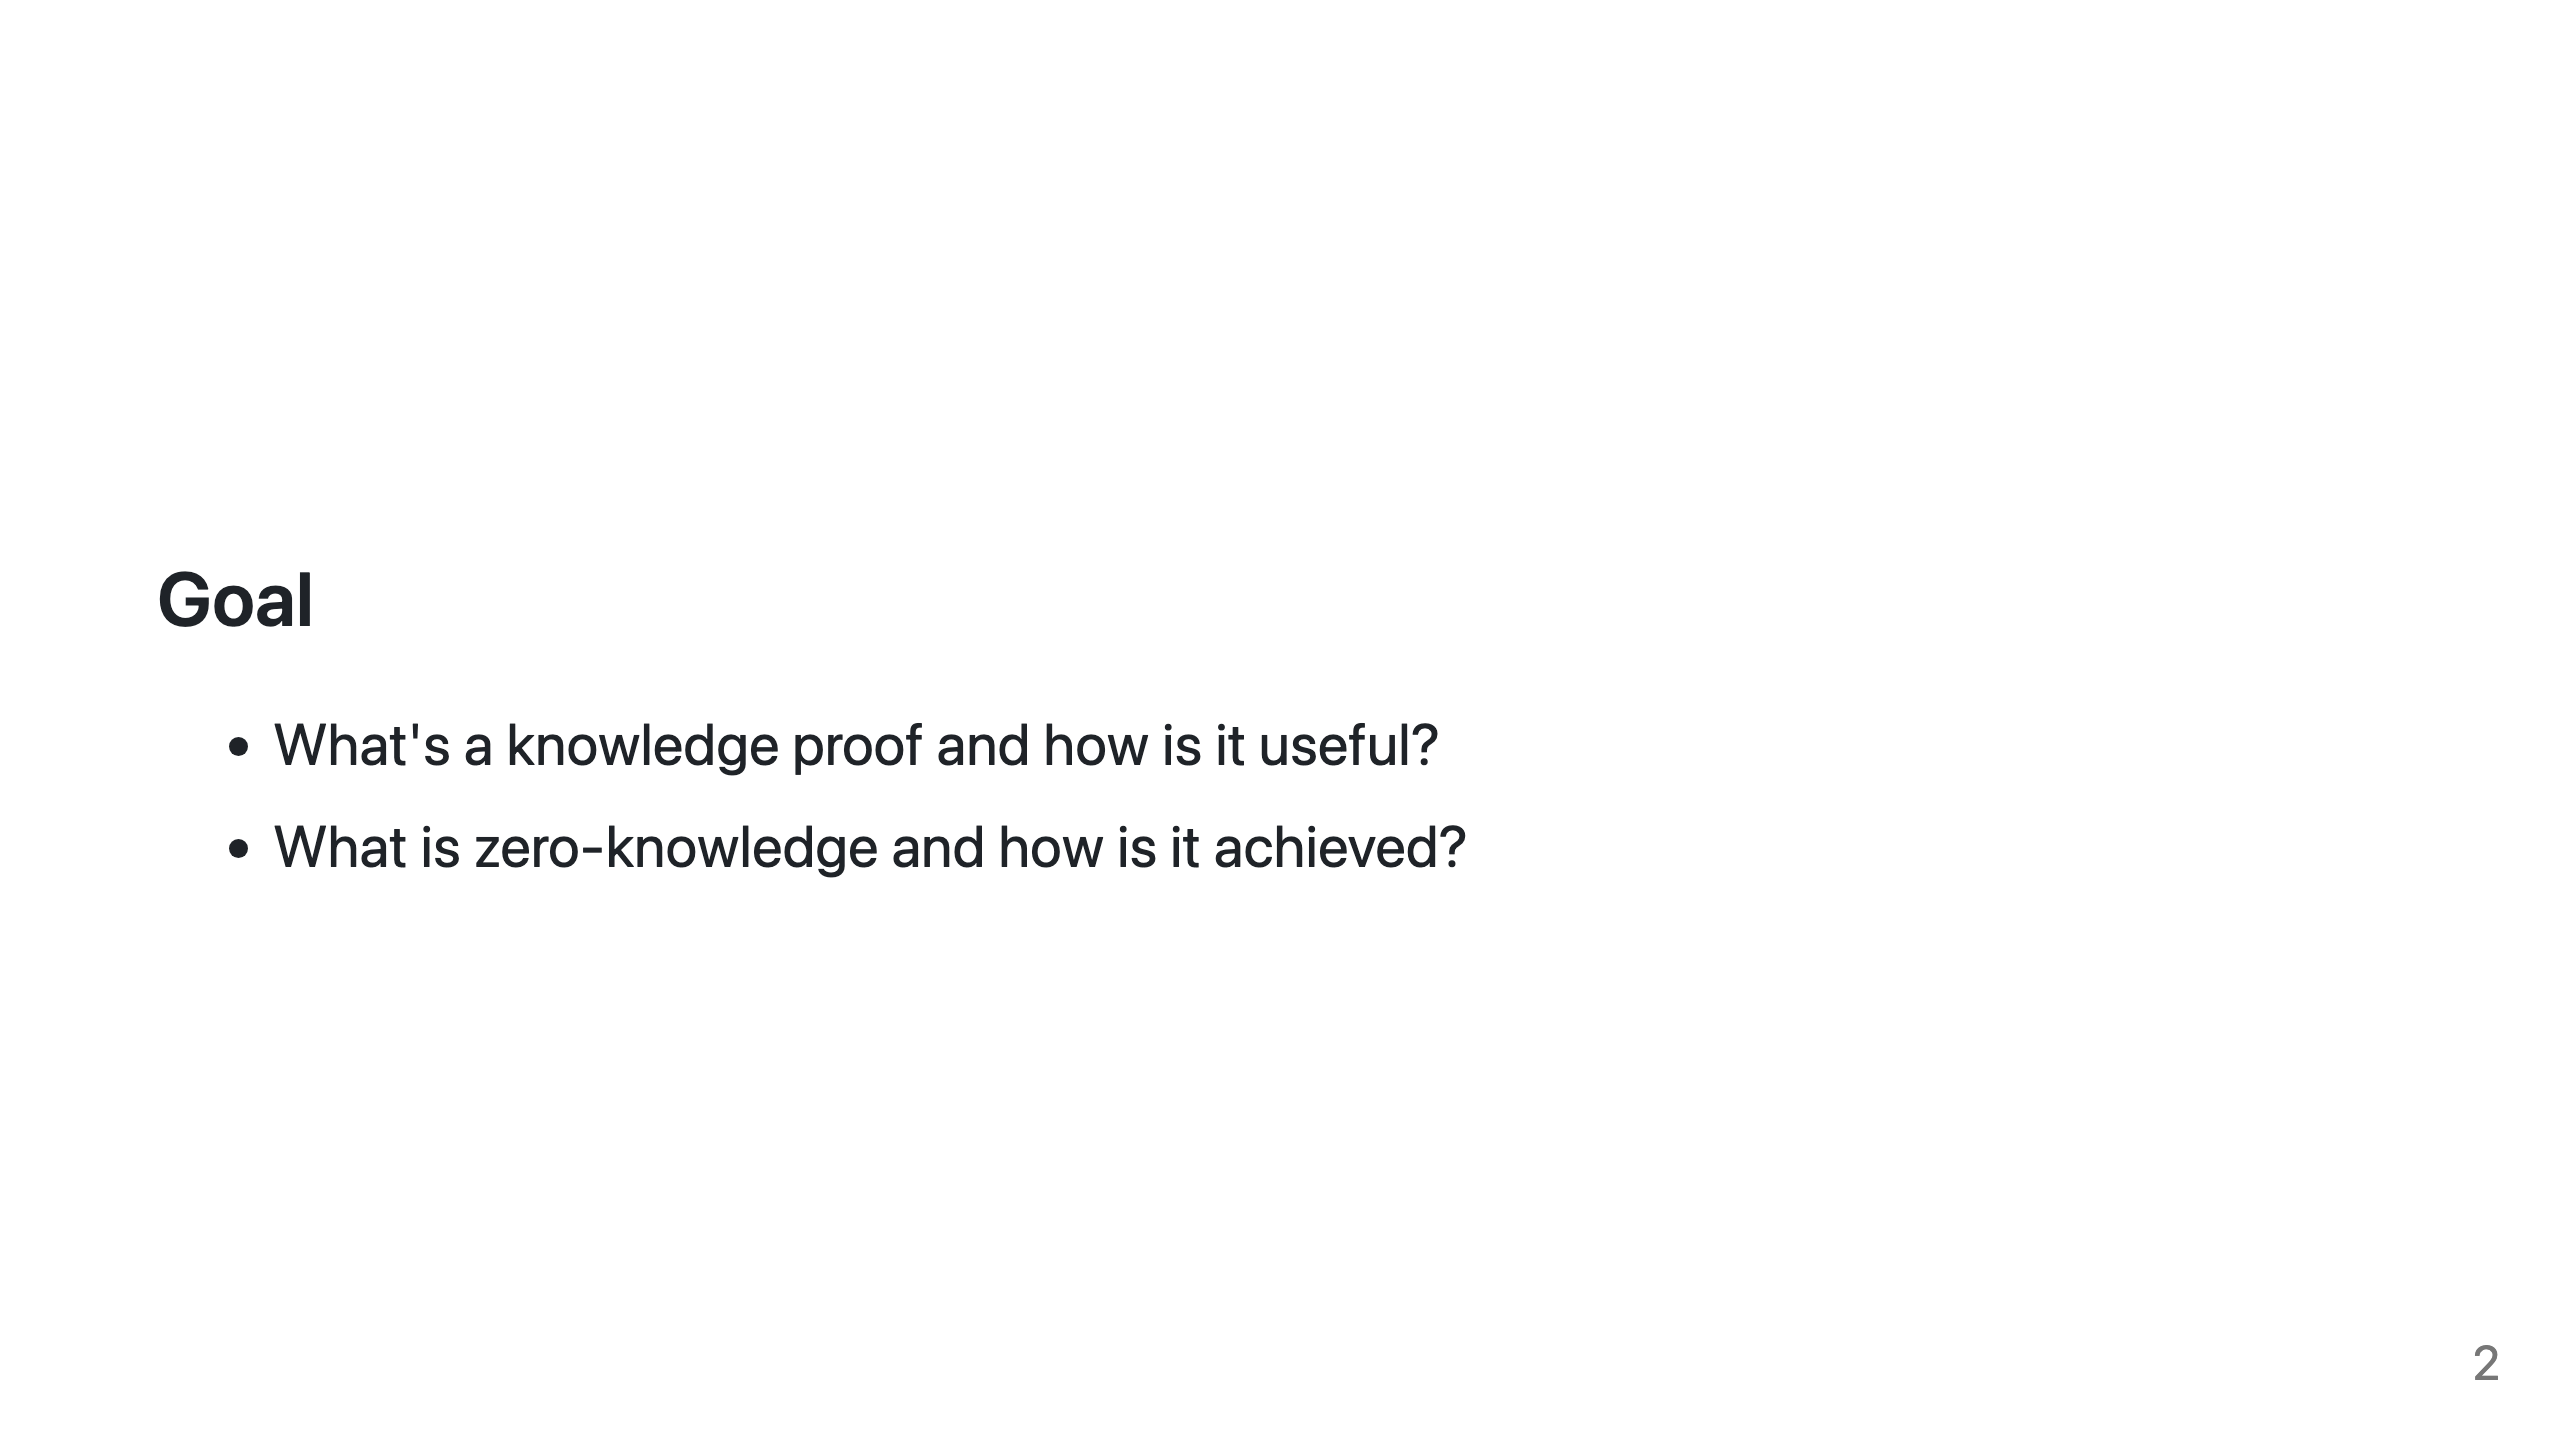 Goal
• What's a knowledge proof and how is it useful?
• What is zero-knowledge and how is it achieved?
2